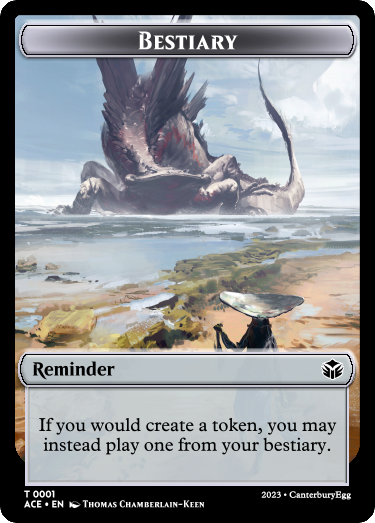 Bestiary
Reminder
If you would create a token, you may
instead play one from your bestiary.
T 0001
ACE • EN Thomas Chamberlain-Keen
2023 • CanterburyEgg